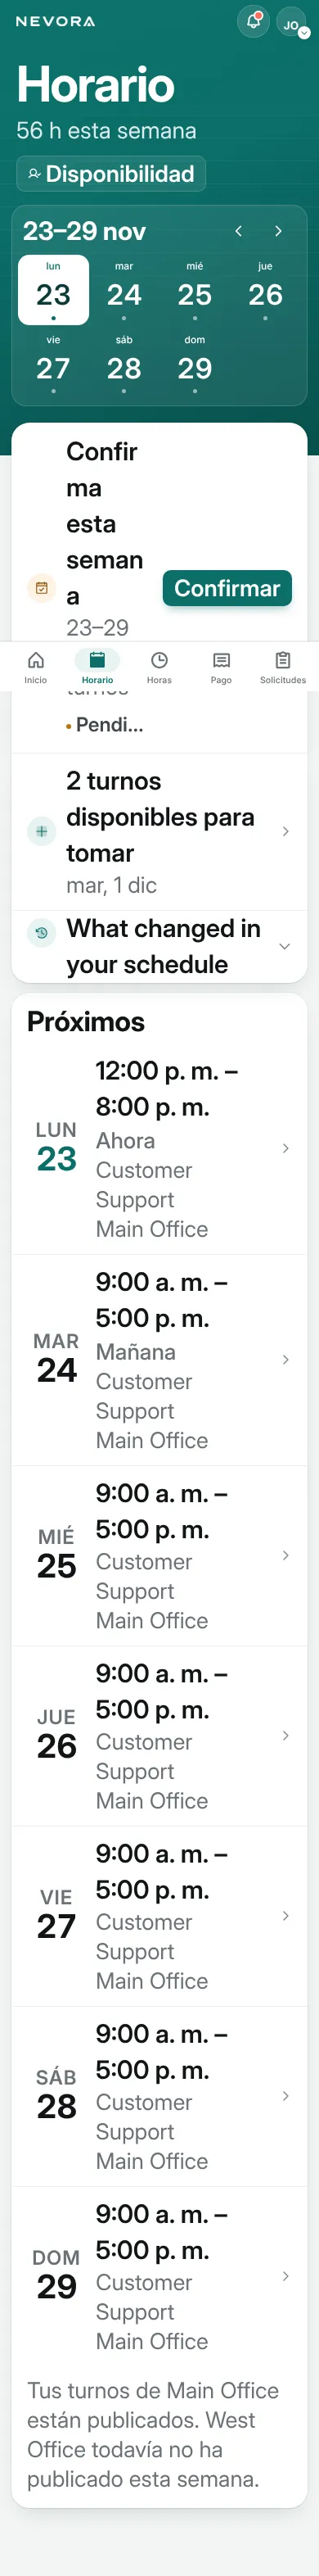 NEVORA
JO
Horario
56 h esta semana
Disponibilidad
23–29 nov
lun
mar
mié
jue
23
24
25
26
vie
sáb
dom
27
28
29
Confir
ma
esta
seman
a
Confirmar
23–29
Inicio
Horario
Horas
Pago
Solicitudes
Pendi...
2 turnos
disponibles para
tomar
mar, 1 dic
What changed in
your schedule
Próximos
LUN
23
12:00 p. m. –
8:00 p. m.
Ahora
Customer
Support
Main Office
MAR
24
9:00 a. m. –
5:00 p. m.
Mañana
Customer
Support
Main Office
MIÉ
25
9:00 a. m. –
5:00 p. m.
Customer
Support
Main Office
JUE
26
9:00 a. m. –
5:00 p. m.
Customer
Support
Main Office
VIE
27
9:00 a. m. –
5:00 p. m.
Customer
Support
Main Office
SÁB
28
9:00 a. m. –
5:00 p. m.
Customer
Support
Main Office
DOM
29
9:00 a. m. –
5:00 p. m.
Customer
Support
Main Office
Tus turnos de Main Office
están publicados. West
Office todavía no ha
publicado esta semana.